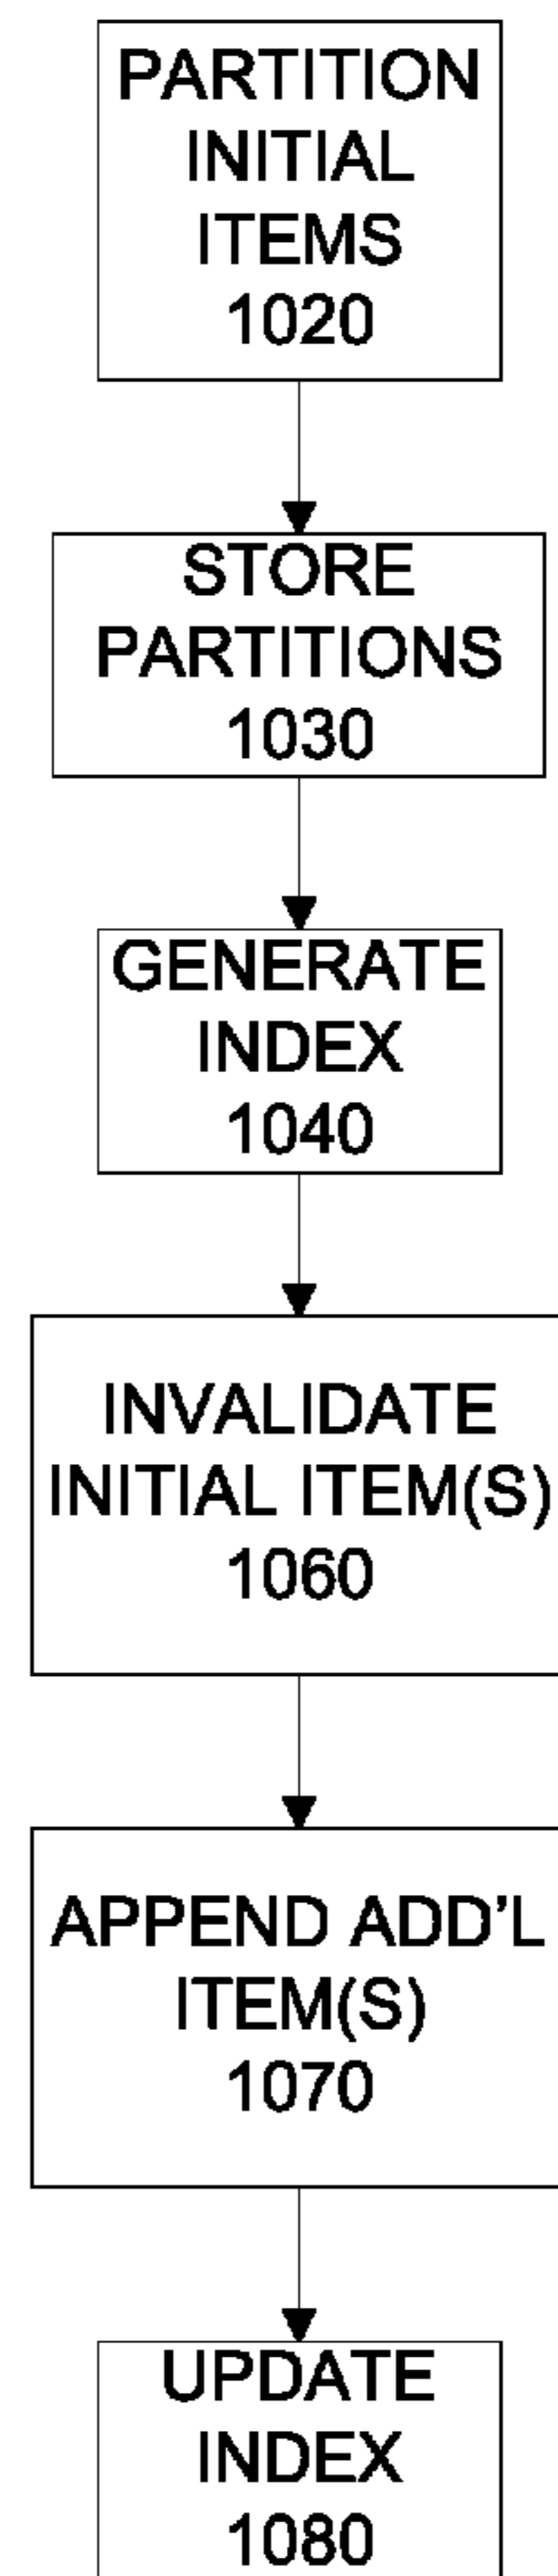 PARTITION
INITIAL
ITEMS
1020
STORE
PARTITIONS
1030
GENERATE
INDEX
1040
INVALIDATE
INITIAL ITEM(S)
1060
APPEND ADD'L
ITEM(S)
1070
UPDATE
INDEX
1080